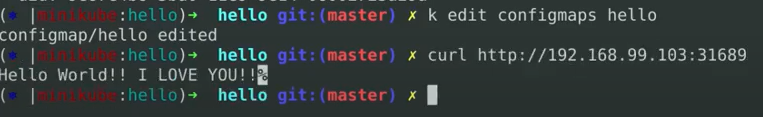 (* |minikube:hello)➜  hello git:(master) ✗ k edit configmaps hello
configmap/hello edited
(* |minikube:hello)➜  hello git:(master) ✗ curl http://192.168.99.103:31689
Hello World!! I LOVE YOU!!%
(* |minikube:hello)➜  hello git:(master) ✗